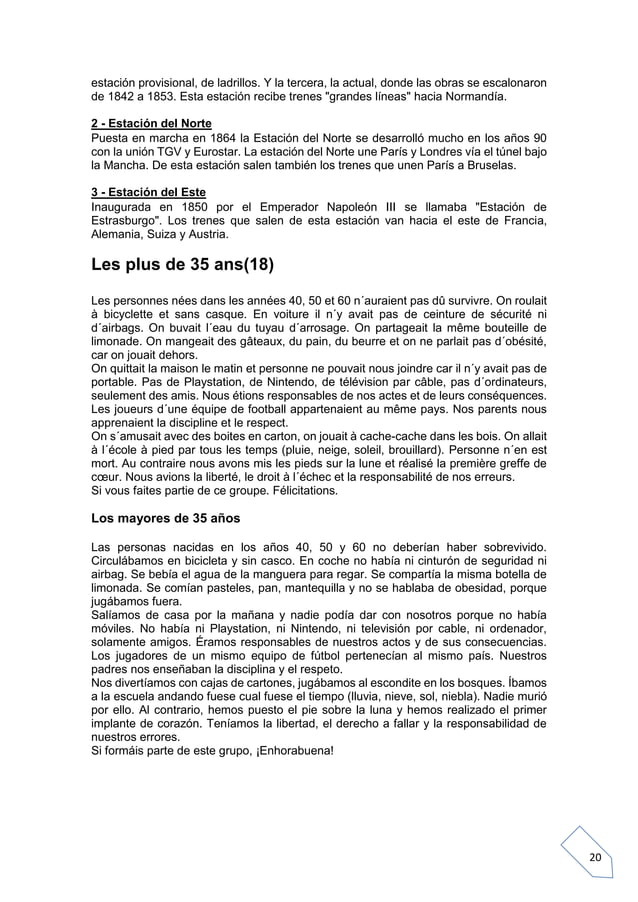 estación provisional, de ladrillos. Y la tercera, la actual, donde las obras se escalonaron
de 1842 a 1853. Esta estación recibe trenes "grandes líneas" hacia Normandía.
2 - Estación del Norte
Puesta en marcha en 1864 la Estación del Norte se desarrolló mucho en los años 90
con la unión TGV y Eurostar. La estación del Norte une París y Londres vía el túnel bajo
la Mancha. De esta estación salen también los trenes que unen París a Bruselas.
3 - Estación del Este
Inaugurada en 1850 por el Emperador Napoleón III se llamaba "Estación de
Estrasburgo". Los trenes que salen de esta estación van hacia el este de Francia,
Alemania, Suiza y Austria.
Les plus de 35 ans(18)
Les personnes nées dans les années 40, 50 et 60 n´auraient pas dû survivre. On roulait
à bicyclette et sans casque. En voiture il n´y avait pas de ceinture de sécurité ni
d´airbags. On buvait l´eau du tuyau d´arrosage. On partageait la même bouteille de
limonade. On mangeait des gâteaux, du pain, du beurre et on ne parlait pas d´obésité,
car on jouait dehors.
On quittait la maison le matin et personne ne pouvait nous joindre car il n´y avait pas de
portable. Pas de Playstation, de Nintendo, de télévision par câble, pas d´ordinateurs,
seulement des amis. Nous étions responsables de nos actes et de leurs conséquences.
Les joueurs d´une équipe de football appartenaient au même pays. Nos parents nous
apprenaient la discipline et le respect.
On s´amusait avec des boites en carton, on jouait à cache-cache dans les bois. On allait
à l´école à pied par tous les temps (pluie, neige, soleil, brouillard). Personne n´en est
mort. Au contraire nous avons mis les pieds sur la lune et réalisé la première greffe de
cœur. Nous avions la liberté, le droit à l´échec et la responsabilité de nos erreurs.
Si vous faites partie de ce groupe. Félicitations.
Los mayores de 35 años
Las personas nacidas en los años 40, 50 y 60 no deberían haber sobrevivido.
Circulábamos en bicicleta y sin casco. En coche no había ni cinturón de seguridad ni
airbag. Se bebía el agua de la manguera para regar. Se compartía la misma botella de
limonada. Se comían pasteles, pan, mantequilla y no se hablaba de obesidad, porque
jugábamos fuera.
Salíamos de casa por la mañana y nadie podía dar con nosotros porque no había
móviles. No había ni Playstation, ni Nintendo, ni televisión por cable, ni ordenador,
solamente amigos. Éramos responsables de nuestros actos y de sus consecuencias.
Los jugadores de un mismo equipo de fútbol pertenecían al mismo país. Nuestros
padres nos enseñaban la disciplina y el respeto.
Nos divertíamos con cajas de cartones, jugábamos al escondite en los bosques. Íbamos
a la escuela andando fuese cual fuese el tiempo (lluvia, nieve, sol, niebla). Nadie murió
por ello. Al contrario, hemos puesto el pie sobre la luna y hemos realizado el primer
implante de corazón. Teníamos la libertad, el derecho a fallar y la responsabilidad de
nuestros errores.
Si formáis parte de este grupo, ¡Enhorabuena!
20